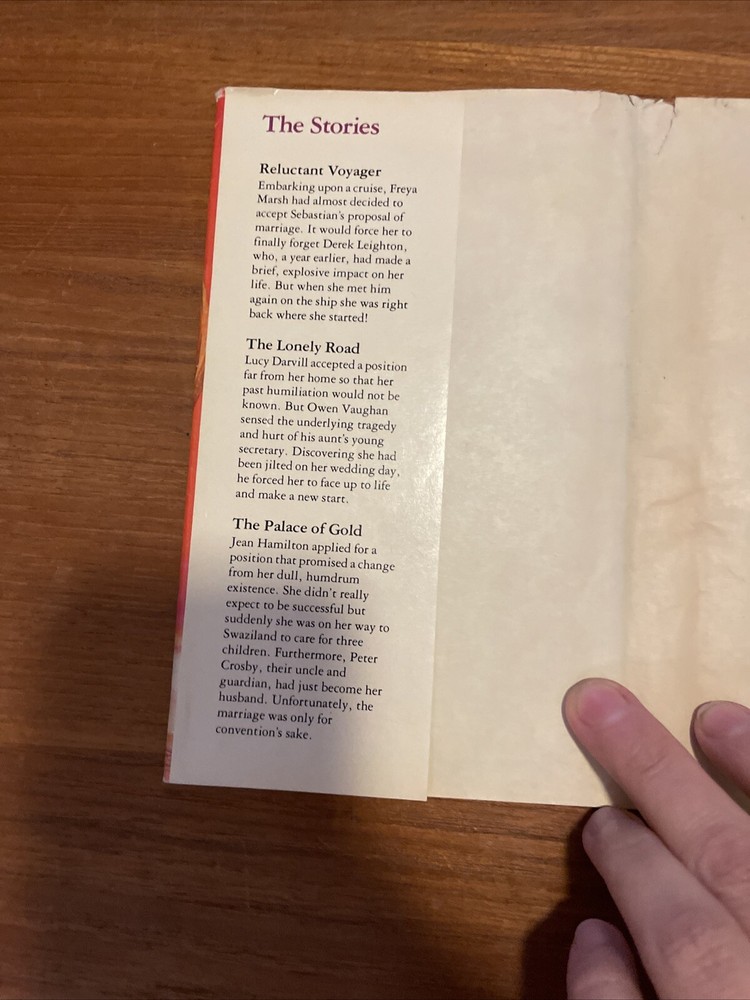 The Stories
Reluctant Voyager
Embarking upon a cruise, Freya
Marsh had almost decided to
accept Sebastian's proposal of
marriage. It would force her to
finally forget Derek Leighton,
who, a year earlier, had made a
brief, explosive impact on her
life. But when she met him
again on the ship she was right
back where she started!
The Lonely Road
Lucy Darvill accepted a position
far from her home so that her
past humiliation would not be
known. But Owen Vaughan
sensed the underlying tragedy
and hurt of his aunt's young
secretary. Discovering she had
been jilted on her wedding day,
he forced her to face up to life
and make a new start.
The Palace of Gold
Jean Hamilton applied for a
position that promised a change
from her dull, humdrum
existence. She didn't really
expect to be successful but
suddenly she was on her way to
Swaziland to care for three
children. Furthermore, Peter
Crosby, their uncle and
guardian, had just become her
husband. Unfortunately, the
marriage was only for
convention's sake.